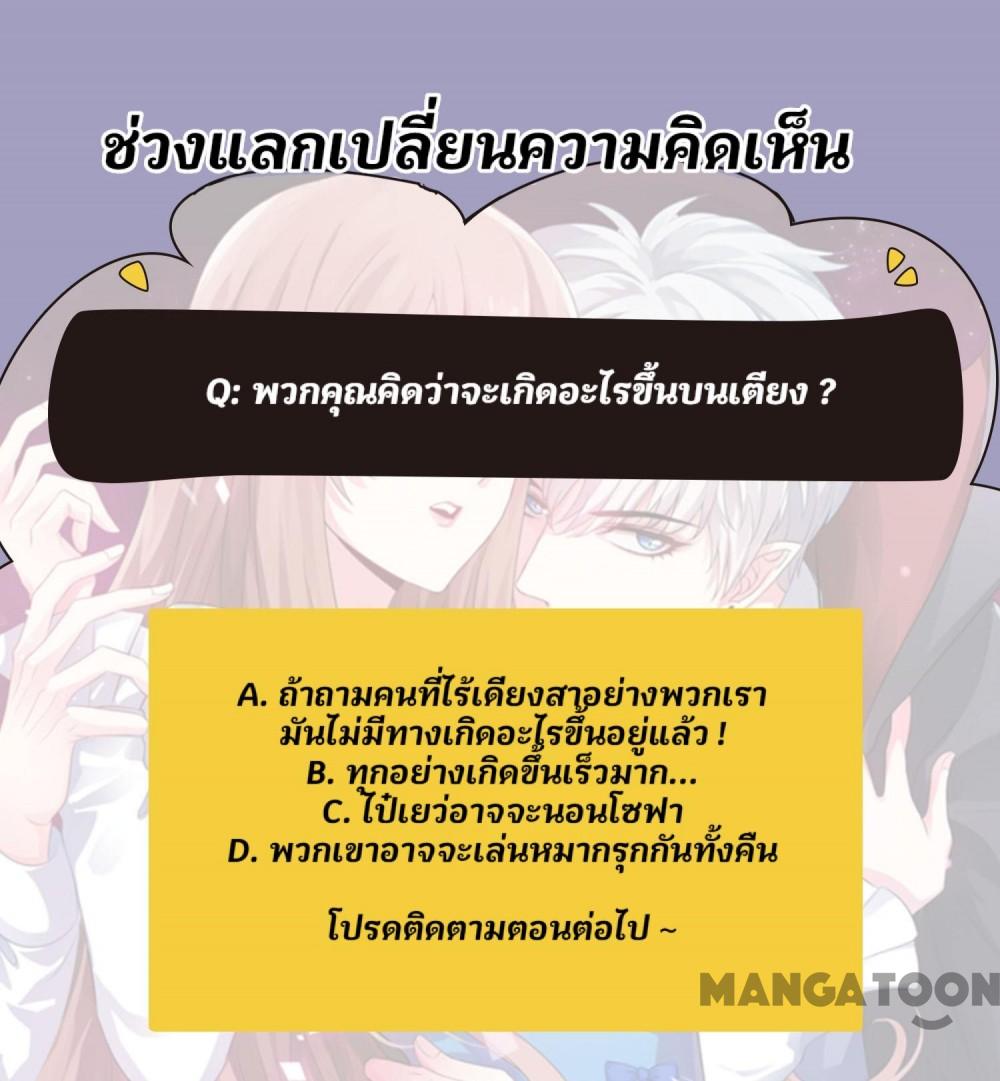 ช่วงแลกเปลี่ยนความคิดเห็น
Q: พวกคุณคิดว่าจะเกิดอะไรขึ้นบนเตียง ?
A. ถ้าถามคนที่ไร้เดียงสาอย่างพวกเรา
มันไม่มีทางเกิดอะไรขึ้นอยู่แล้ว !
B. ทุกอย่างเกิดขึ้นเร็วมาก...
C. ไป๋เยว่อาจจะนอนโซฟา
D. พวกเขาอาจจะเล่นหมากรุกกันทั้งคืน
โปรดติดตามตอนต่อไป ~
MANGATOON